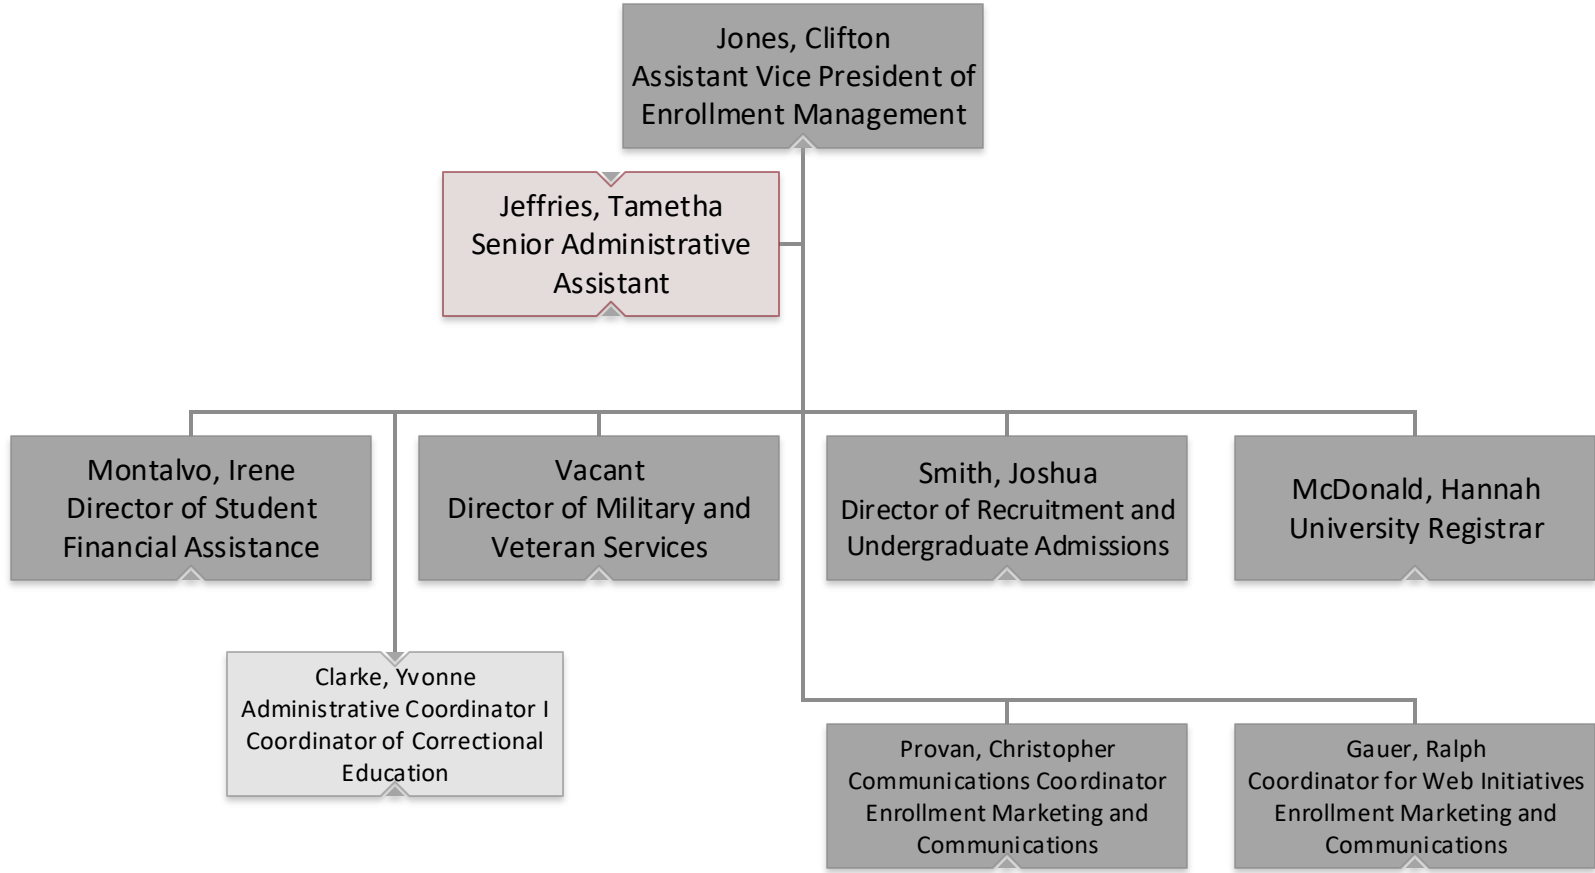 Jones, Clifton
Assistant Vice President of
Enrollment Management
Jeffries, Tametha
Senior Administrative
Assistant
Montalvo, Irene
Director of Student
Financial Assistance
Vacant
Director of Military and
Veteran Services
Smith, Joshua
Director of Recruitment and
Undergraduate Admissions
McDonald, Hannah
University Registrar
Clarke, Yvonne
Administrative Coordinator I
Coordinator of Correctional
Education
Provan, Christopher
Communications Coordinator
Enrollment Marketing and
Communications
Gauer, Ralph
Coordinator for Web Initiatives
Enrollment Marketing and
Communications